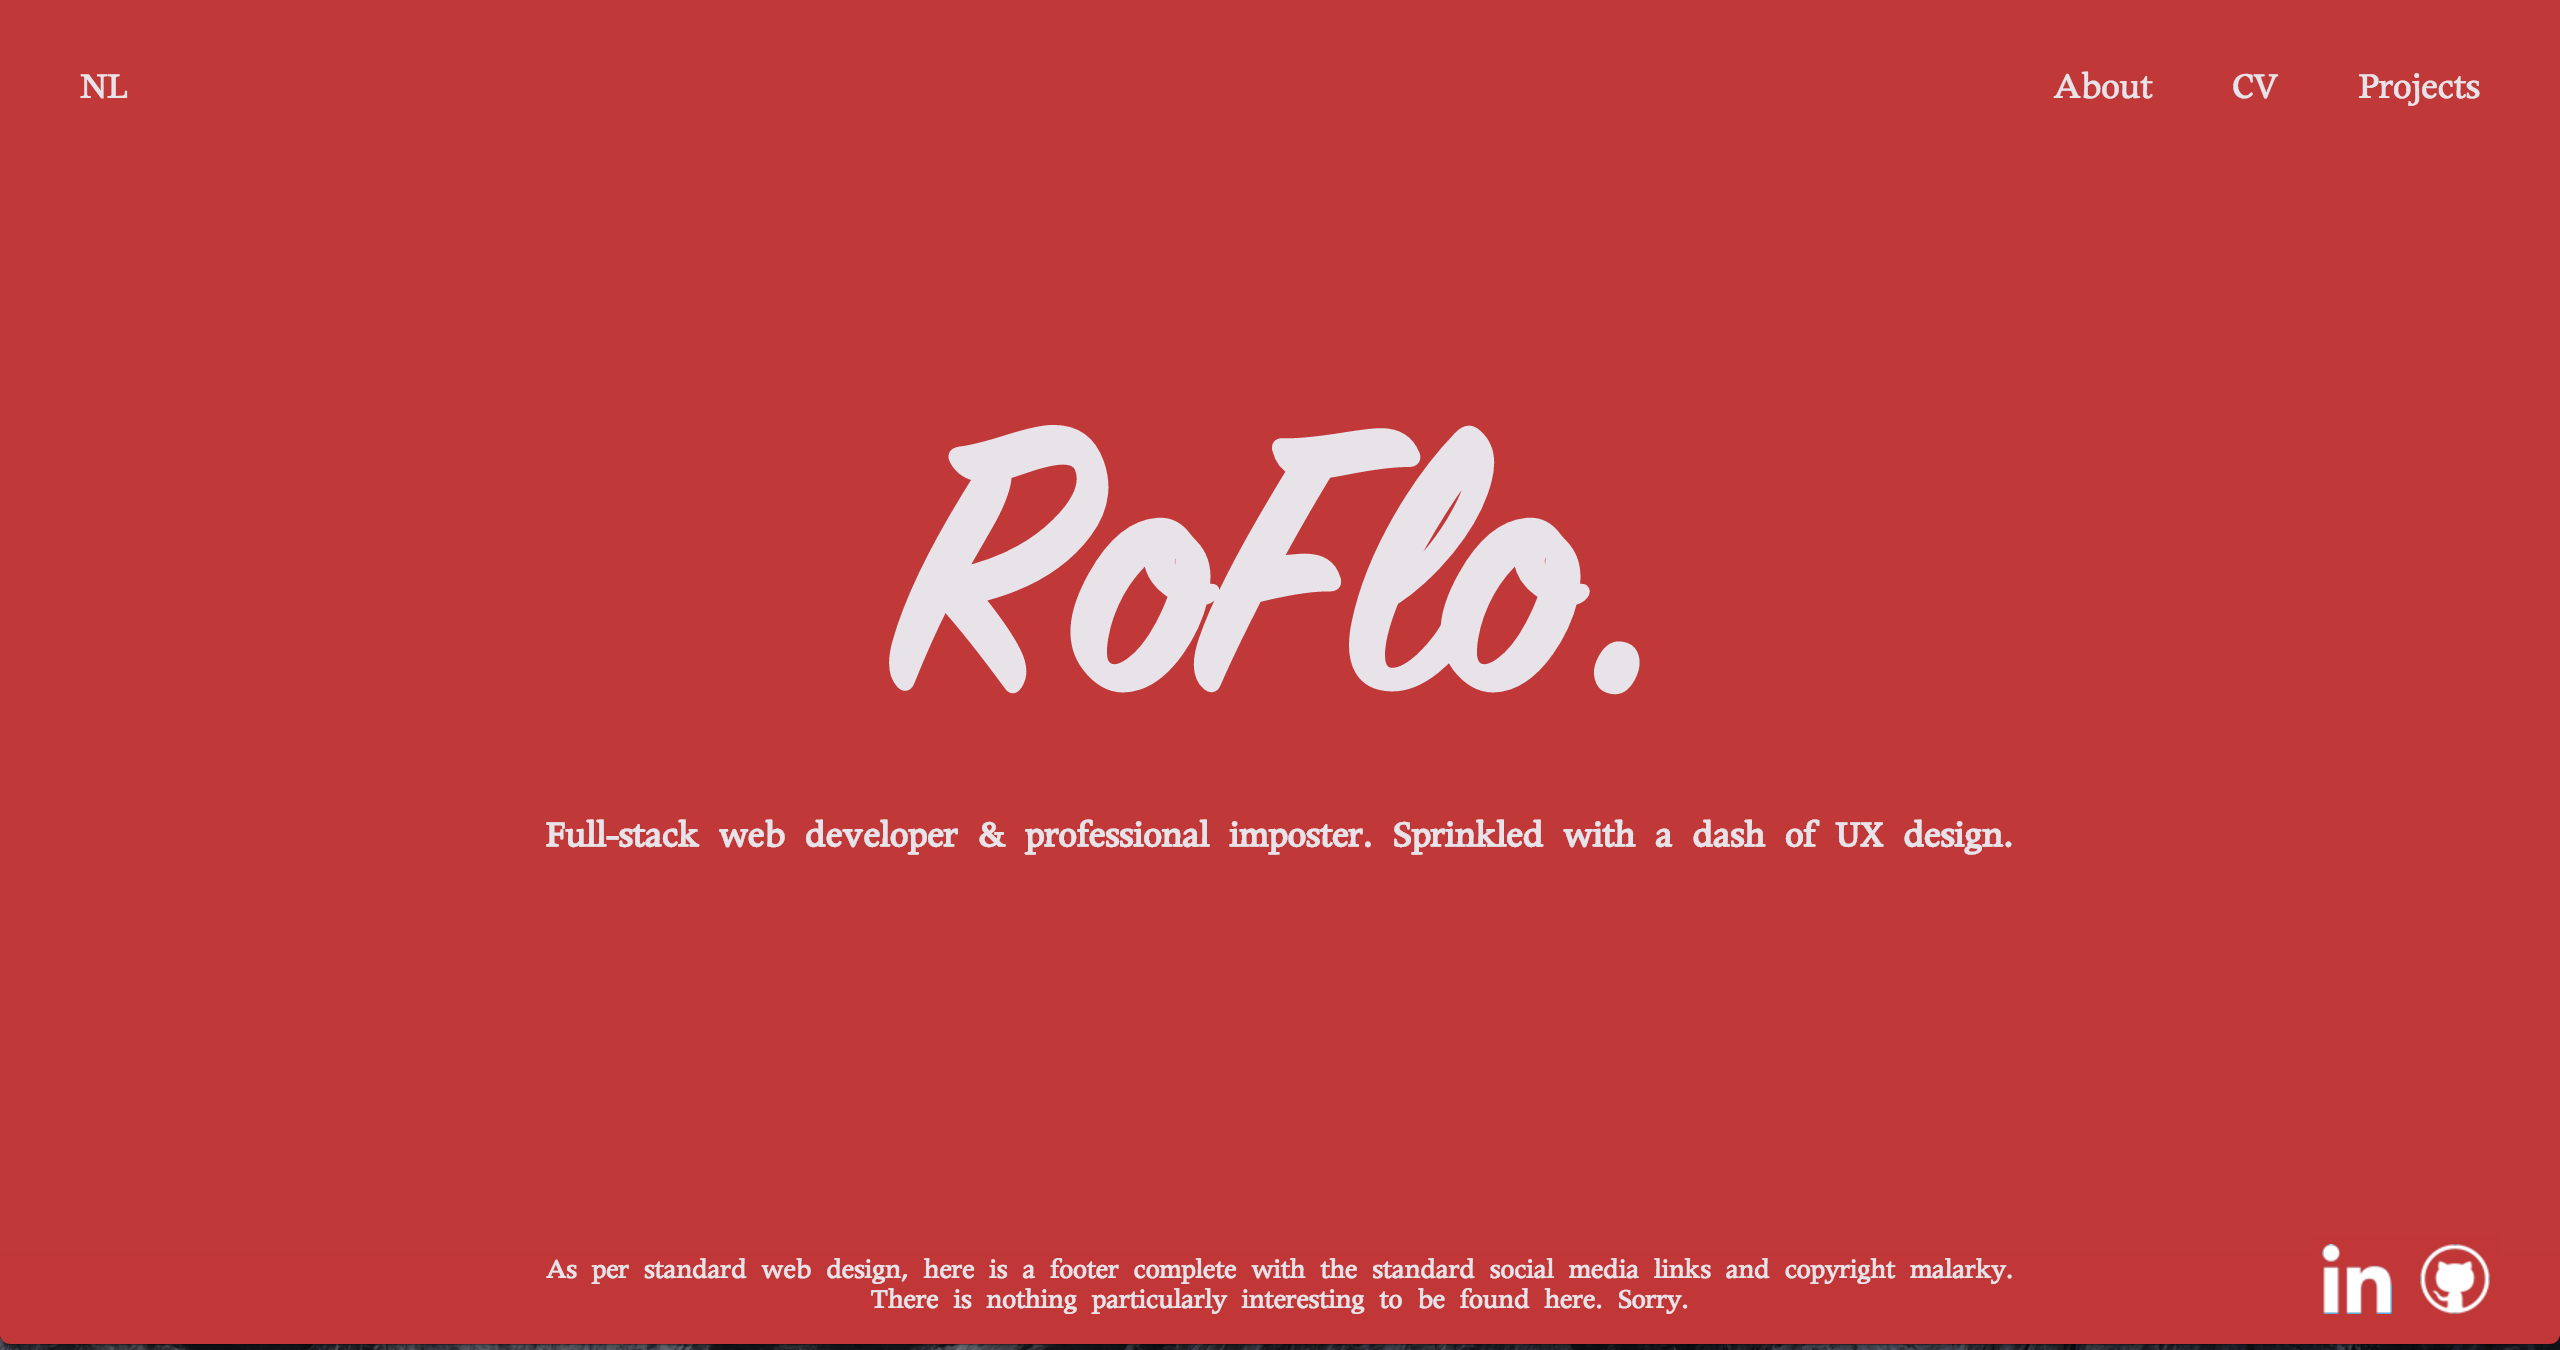 NL
About CV Projects
RoFlo.
Full-stack web developer & professional imposter. Sprinkled with a dash of UX design.
As per standard web design, here is a footer complete with the standard social media links and copyright malarky.
There is nothing particularly interesting to be found here. Sorry.
in